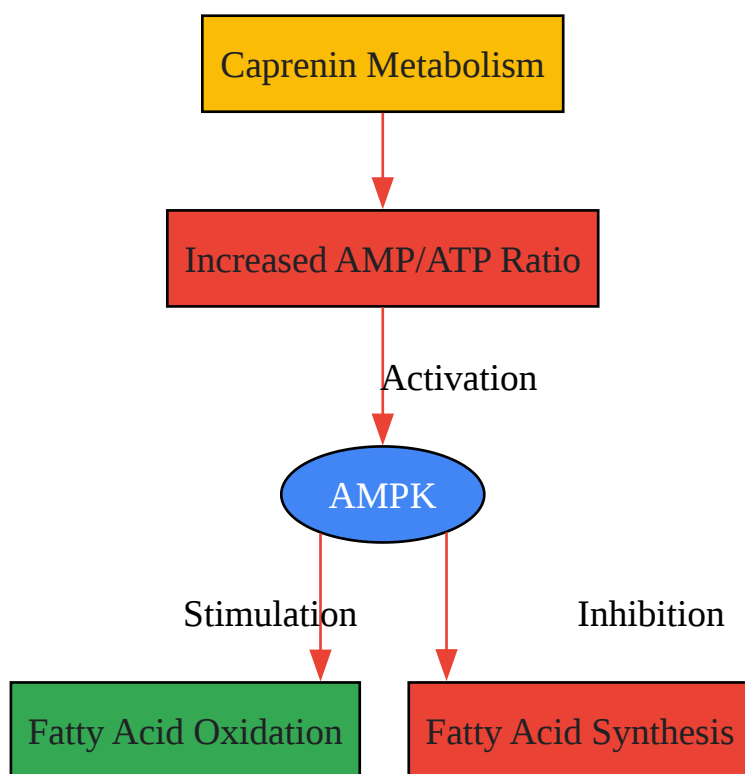 Caprenin Metabolism
Increased AMP/ATP Ratio
Activation
AMPK
Stimulation
Inhibition
Fatty Acid Oxidation
Fatty Acid Synthesis